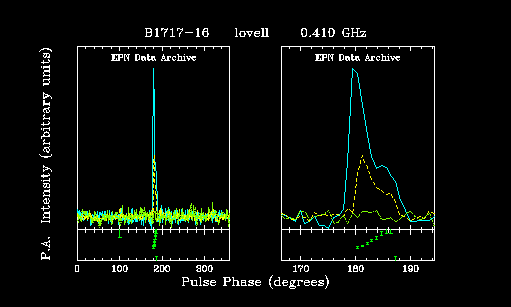 B1717-16 lovell 0.410 GHz
EPN Data Archive EPN Data Archive
P.A. Intensity (arbitrary units)
0 100 200 300 170 180 190
Pulse Phase (degrees)